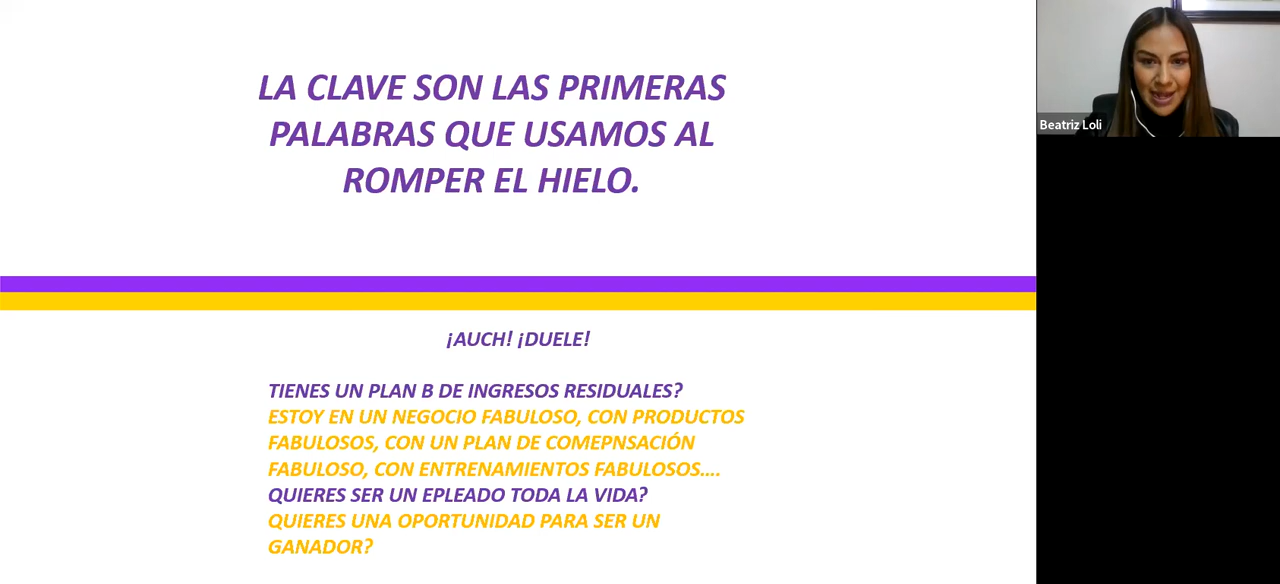 LA CLAVE SON LAS PRIMERAS
PALABRAS QUE USAMOS AL
ROMPER EL HIELO.
Beatriz Loli
¡AUCH! ¡DUELE!
TIENES UN PLAN B DE INGRESOS RESIDUALES?
ESTOY EN UN NEGOCIO FABULOSO, CON PRODUCTOS
FABULOSOS, CON UN PLAN DE COMEPNSACIÓN
FABULOSO, CON ENTRENAMIENTOS FABULOSOS....
QUIERES SER UN EPLEADO TODA LA VIDA?
QUIERES UNA OPORTUNIDAD PARA SER UN
GANADOR?